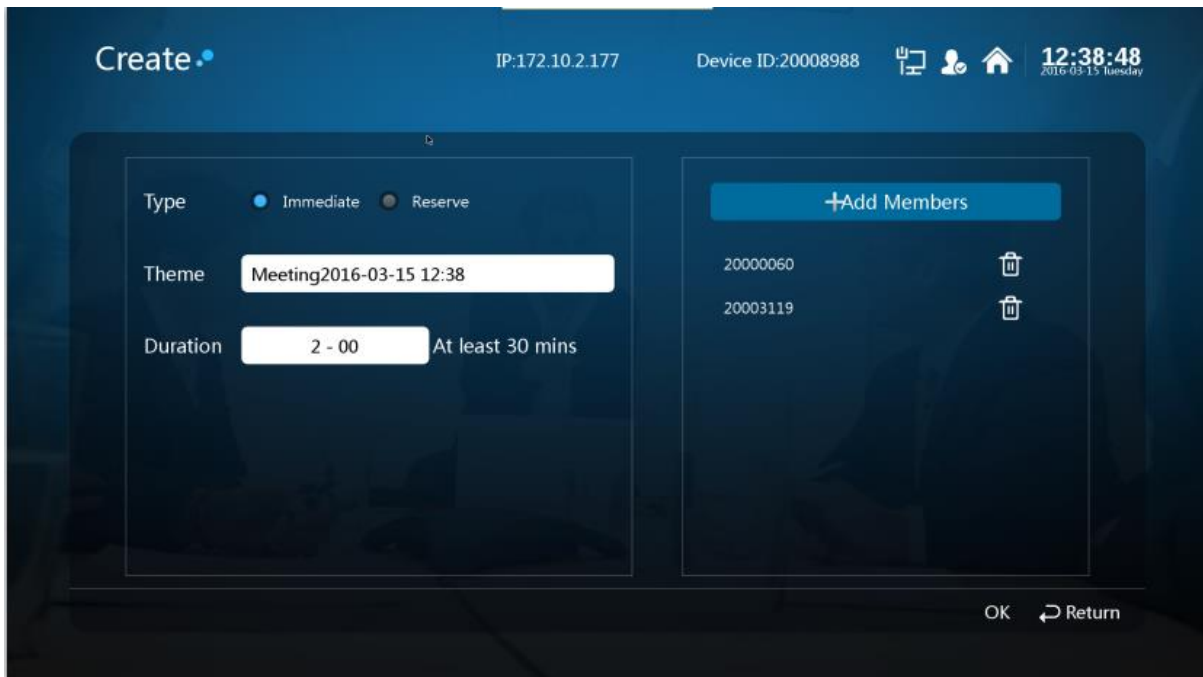 Create
IP:172.10.2.177
Device ID:20008988
12:38:48
2016-03-15 Tuesday
Type
Immediate
Reserve
Theme
Meeting2016-03-15 12:38
Duration
2 - 00
At least 30 mins
+Add Members
20000060
20003119
OK
Return